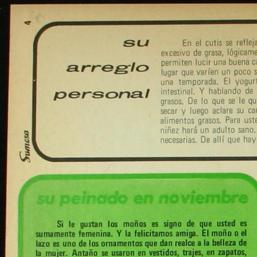 4
su
arreglo
personal
En el cutis se refleja
excesivo de grasa, lógicame
permiten lucir una buena c
lugar que varíen un poco s
una temporada. El yogurt
intestinal. Y hablando de
grasos. De lo que se le qu
secar y luego aclare su ca
alimentos grasos. Para uste
niñez hará un adulto sano,
necesarias. De allí que hay
su peinado en noviembre
Si le gustan los moños es signo de que usted es
sumamente femenina. Y la felicitamos amiga. El moño o el
lazo es uno de los ornamentos que dan realce a la belleza de
la mujer. Antaño se usaron en vestidos, trajes, en zapatos,